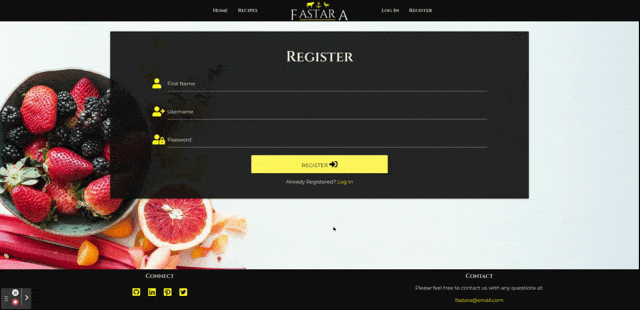 Home Recipes FASTARA Log In Register
Register
First Name
Username
Password
REGISTER
Already Registered? Log In
Connect
Contact
Please feel free to contact us with any questions at:
fastara@email.com